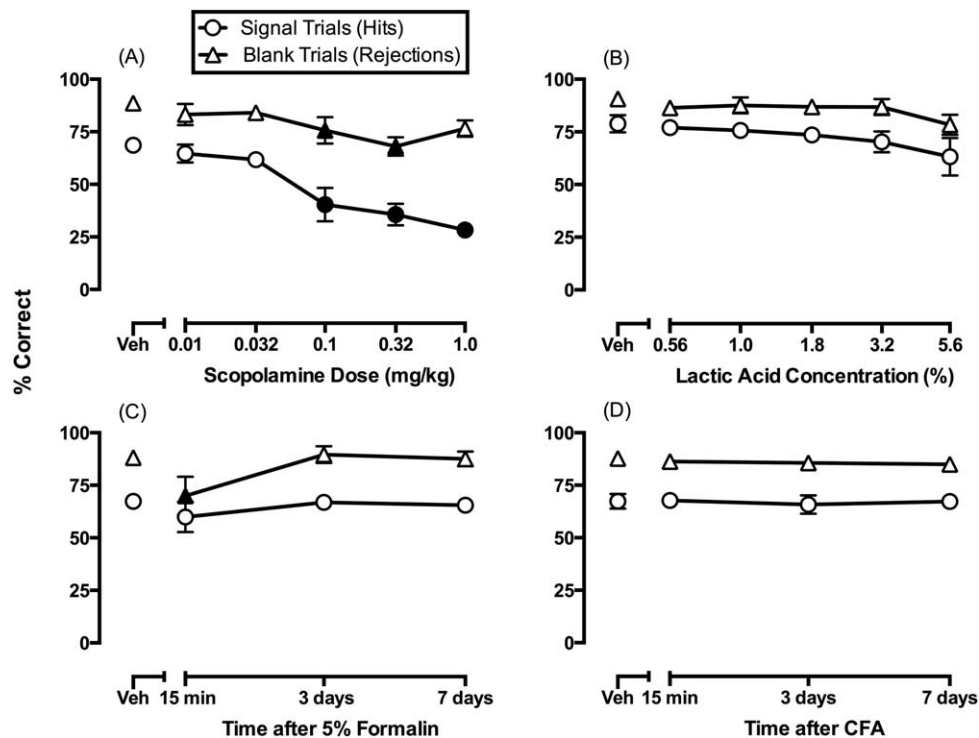 Signal Trials (Hits)
Blank Trials (Rejections)
(A)
100
75
50
25
0
Veh 0.01 0.032 0.1 0.32 1.0
Scopolamine Dose (mg/kg)
(B)
100
75
50
25
0
Veh 0.56 1.0 1.8 3.2 5.6
Lactic Acid Concentration (%)
% Correct
(C)
100
75
50
25
0
Veh 15 min 3 days 7 days
Time after 5% Formalin
(D)
100
75
50
25
0
Veh 15 min 3 days 7 days
Time after CFA